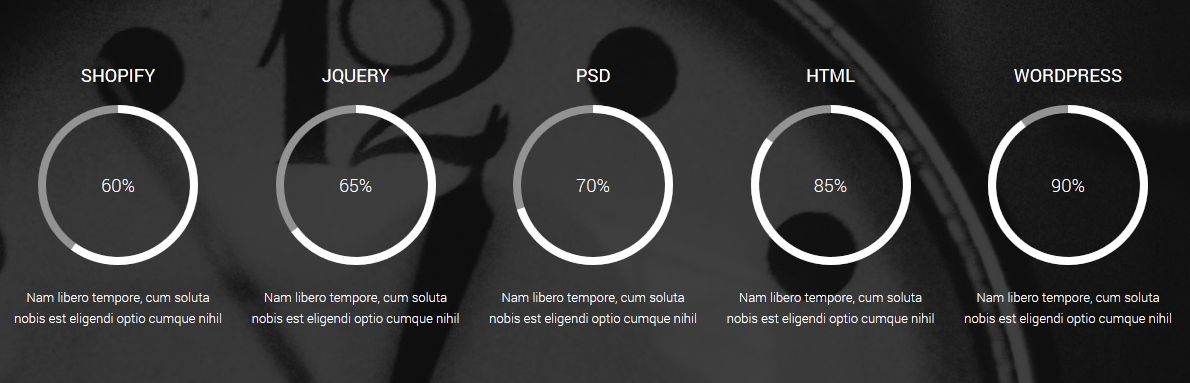 SHOPIFY
JQUERY
PSD
HTML
WORDPRESS
60%
65%
70%
85%
90%
Nam libero tempore, cum soluta
nobis est eligendi optio cumque nihil
Nam libero tempore, cum soluta
nobis est eligendi optio cumque nihil
Nam libero tempore, cum soluta
nobis est eligendi optio cumque nihil
Nam libero tempore, cum soluta
nobis est eligendi optio cumque nihil
Nam libero tempore, cum soluta
nobis est eligendi optio cumque nihil
12